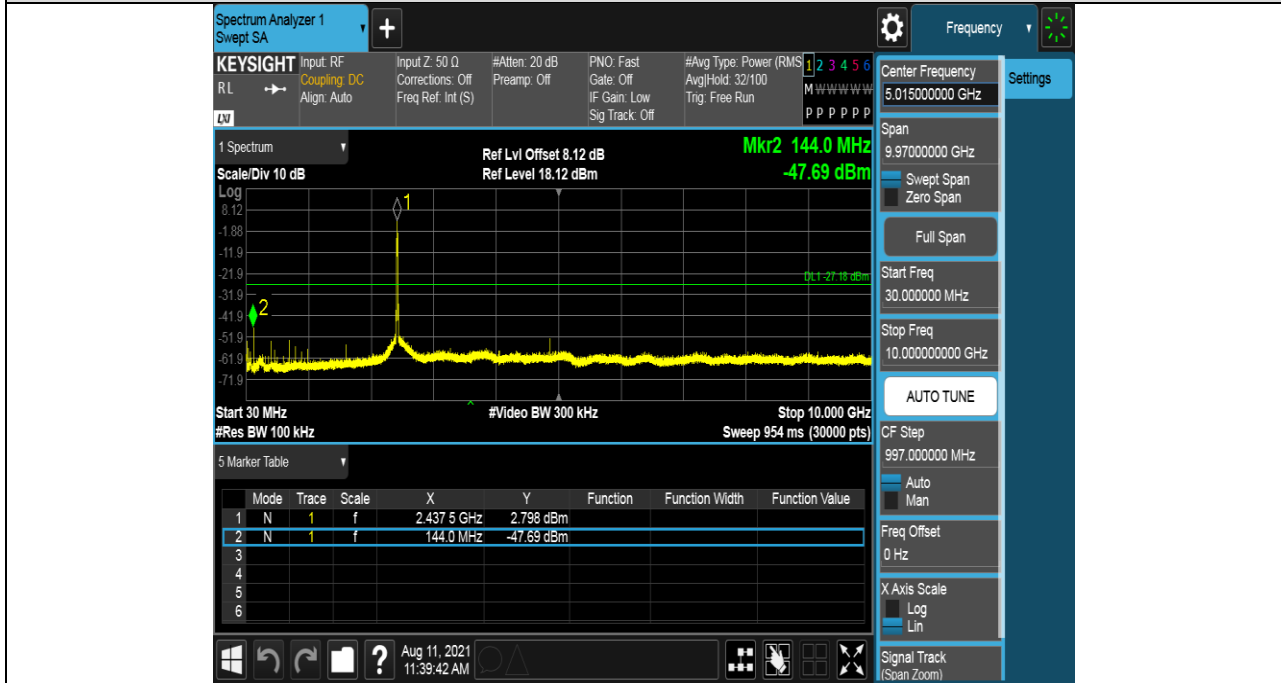 Spectrum Analyzer 1
Swept SA
+
Frequency
KEYSIGHT
RL
LXI
Input: RF
Coupling: DC
Align: Auto
Input Z: 50 Ω
Corrections: Off
Freq Ref: Int (S)
#Atten: 20 dB
Preamp: Off
PNO: Fast
Gate: Off
IF Gain: Low
Sig Track: Off
#Avg Type: Power (RMS
Avg|Hold: 32/100
Trig: Free Run
1 2 3 4 5 6
M W W W W W
P P P P P P
1 Spectrum
Scale/Div 10 dB
Ref Lvl Offset 8.12 dB
Ref Level 18.12 dBm
Mkr2 144.0 MHz
-47.69 dBm
Log
8.12
-1.88
-11.9
-21.9
-31.9
-41.9
-51.9
-61.9
-71.9
1
2
DL1 -27.18 dBm
Start 30 MHz
#Video BW 300 kHz
Stop 10.000 GHz
#Res BW 100 kHz
Sweep 954 ms (30000 pts)
5 Marker Table
Mode Trace Scale X Y Function Function Width Function Value
1 N 1 f 2.437 5 GHz 2.798 dBm
2 N 1 f 144.0 MHz -47.69 dBm
3
4
5
6
?
Aug 11, 2021
11:39:42 AM
Center Frequency
5.015000000 GHz
Span
9.97000000 GHz
Swept Span
Zero Span
Full Span
Start Freq
30.000000 MHz
Stop Freq
10.000000000 GHz
AUTO TUNE
CF Step
997.000000 MHz
Auto
Man
Freq Offset
0 Hz
X Axis Scale
Log
Lin
Signal Track
(Span Zoom)
Settings